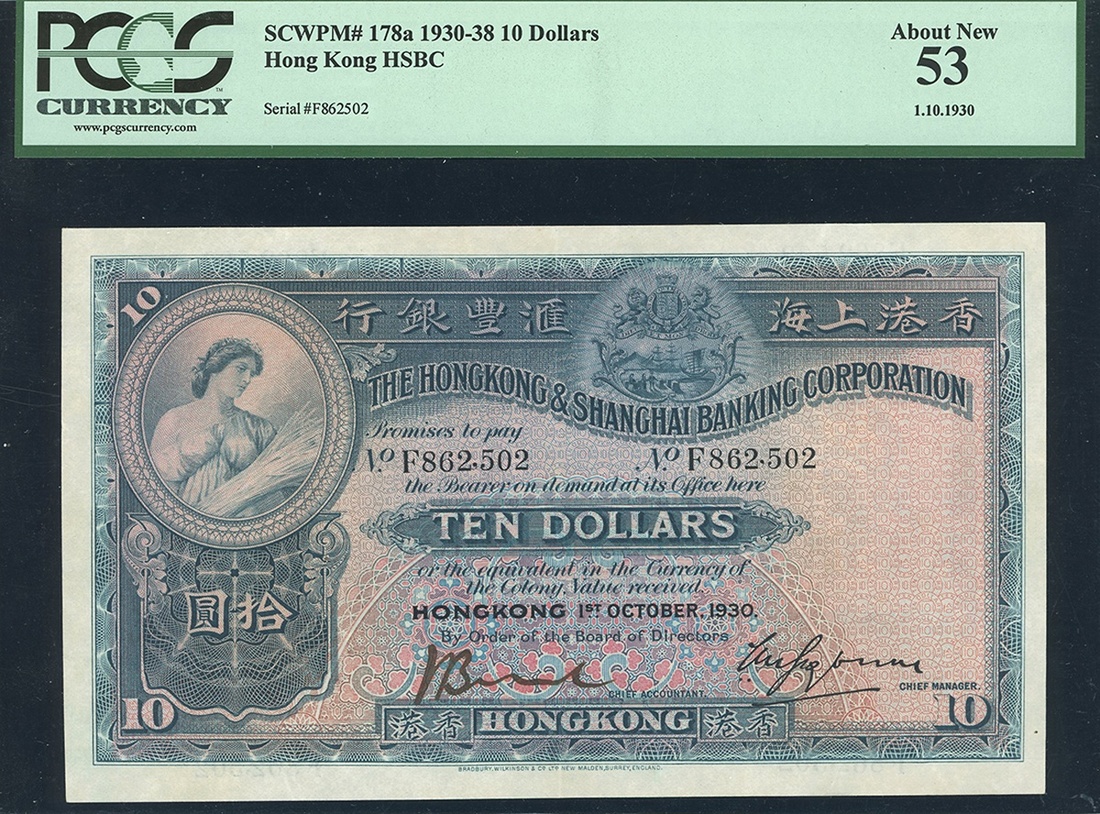 PCGS
CURRENCY
www.pcgscurrency.com
SCWPM# 178a 1930-38 10 Dollars
Hong Kong HSBC
Serial #F862502
About New
53
1.10.1930
10
行銀豐滙 海上港香
THE HONGKONG & SHANGHAI BANKING CORPORATION
Promises to pay
No. F862,502 No. F862,502
the Bearer on demand at its Office here
TEN DOLLARS
or the equivalent in the Currency of
the Colony, Value received.
HONGKONG 1ST OCTOBER, 1930.
By Order of the Board of Directors
圓拾
CHIEF ACCOUNTANT.
CHIEF MANAGER.
10 港香 HONGKONG 港香 10
BRADBURY, WILKINSON & Co LTD NEW MALDEN, SURREY, ENGLAND.